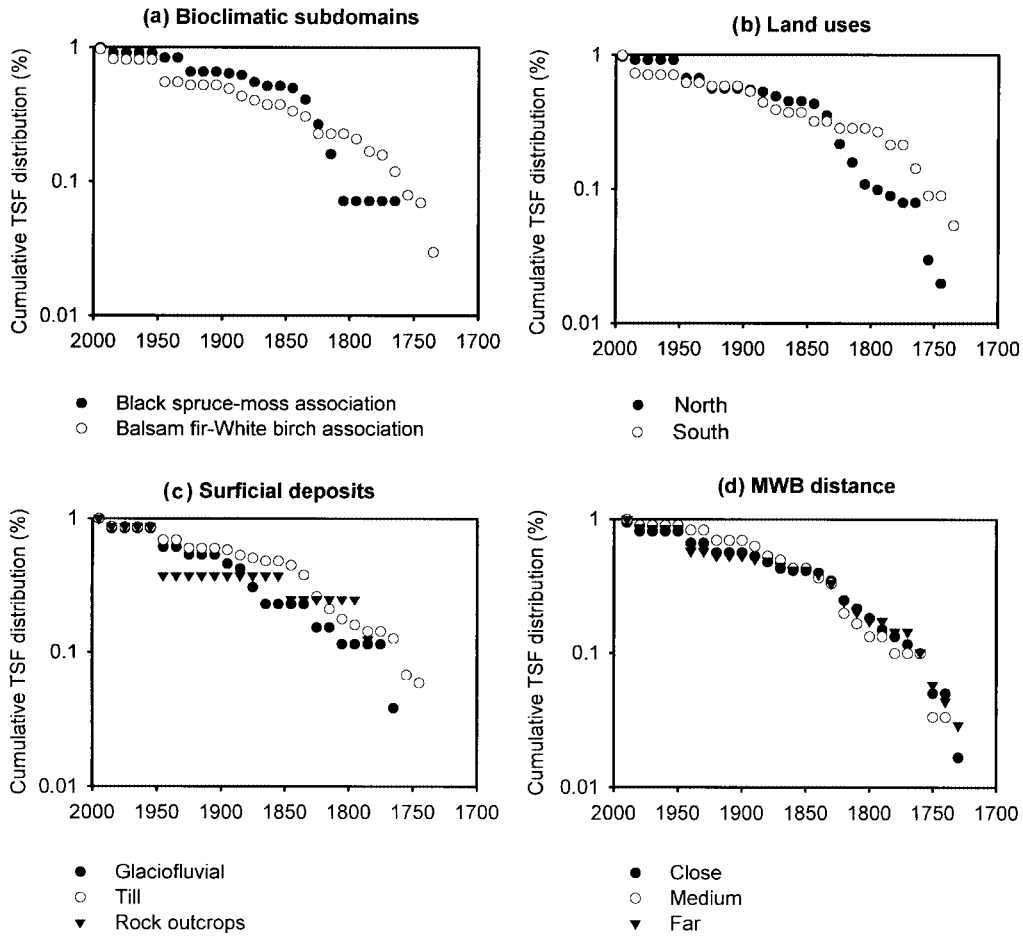 (a) Bioclimatic subdomains
Cumulative TSF distribution (%)
1
0.1
0.01
2000 1950 1900 1850 1800 1750 1700
● Black spruce-moss association
○ Balsam fir-White birch association
(b) Land uses
Cumulative TSF distribution (%)
1
0.1
0.01
2000 1950 1900 1850 1800 1750 1700
● North
○ South
(c) Surficial deposits
Cumulative TSF distribution (%)
1
0.1
0.01
2000 1950 1900 1850 1800 1750 1700
● Glaciofluvial
○ Till
▼ Rock outcrops
(d) MWB distance
Cumulative TSF distribution (%)
1
0.1
0.01
2000 1950 1900 1850 1800 1750 1700
● Close
○ Medium
▼ Far